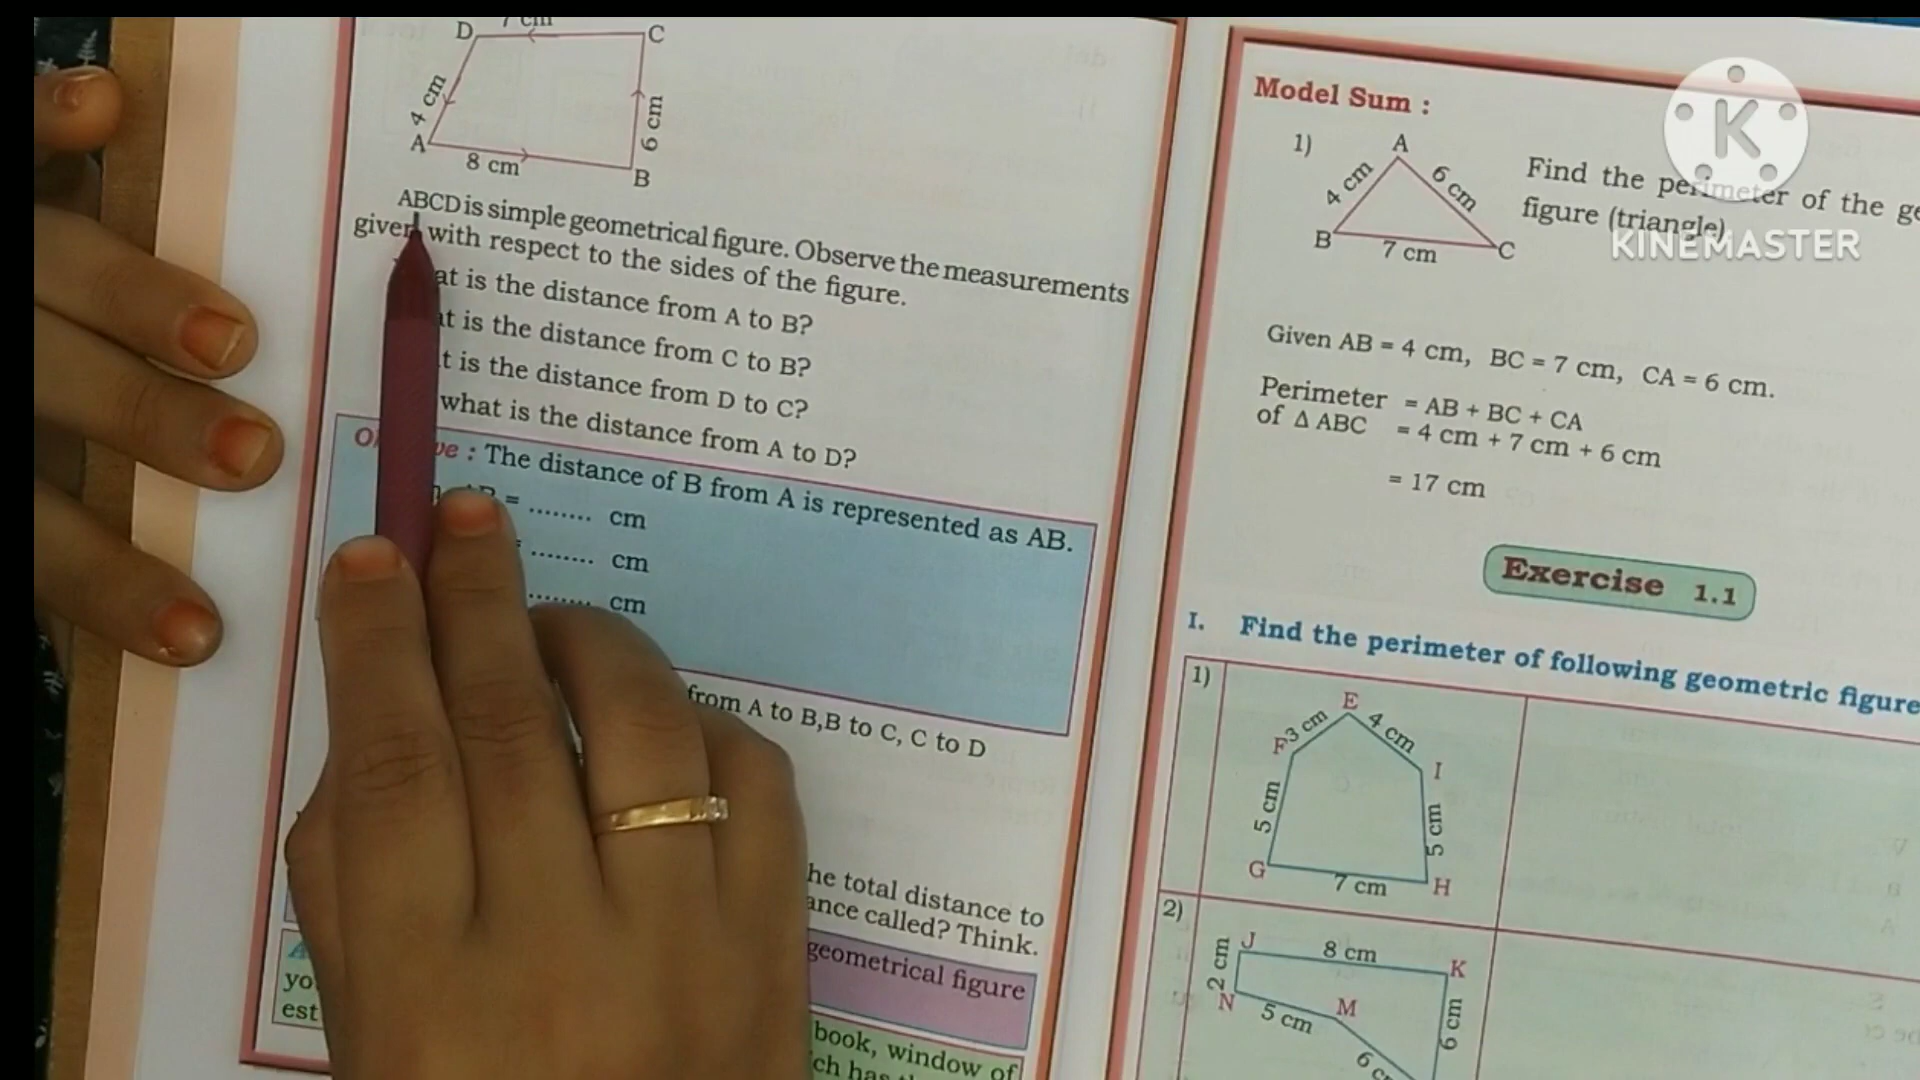 7 cm
D
C
4 cm
6 cm
A
8 cm
B
ABCD is simple geometrical figure. Observe the measurements
given with respect to the sides of the figure.
is the distance from A to B?
is the distance from C to B?
is the distance from D to C?
what is the distance from A to D?
The distance of B from A is represented as AB.
= ........ cm
= ........ cm
........ cm
from A to B,B to C, C to D
total distance to
called? Think.
geometrical figure
book, window of
Model Sum :
1)
A
4 cm
6 cm
B
7 cm
C
Find the perimeter of the
figure (triangle)
K
KINEMASTER
Given AB = 4 cm, BC = 7 cm, CA = 6 cm.
Perimeter = AB + BC + CA
of Δ ABC = 4 cm + 7 cm + 6 cm
= 17 cm
Exercise 1.1
I. Find the perimeter of following geometric figure
1)
E
3 cm
4 cm
F
I
5 cm
5 cm
G
7 cm
H
2)
J
8 cm
K
2 cm
N
5 cm
M
6 cm
6